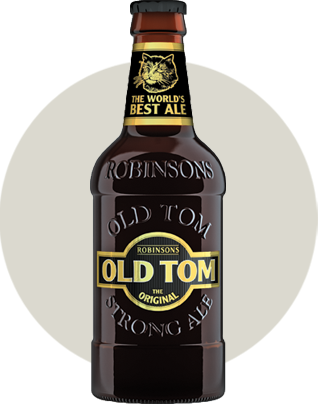 THE WORLD'S
BEST ALE
ROBINSONS
OLD TOM
ROBINSONS
OLD TOM
THE
ORIGINAL
STRONG ALE